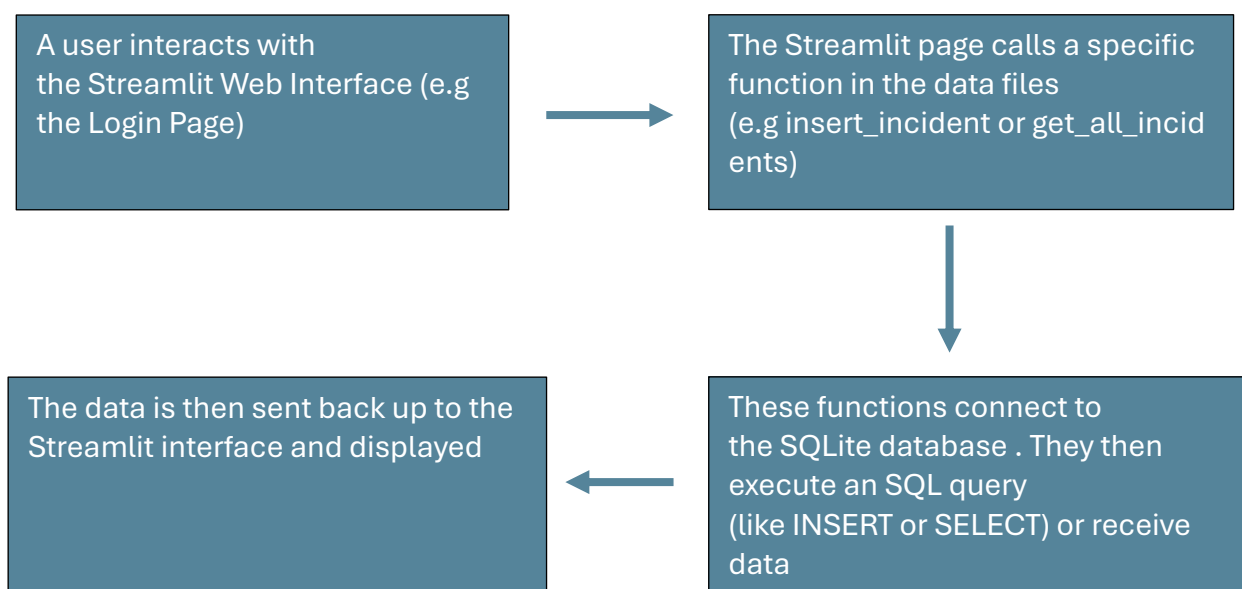 A user interacts with
the Streamlit Web Interface (e.g
the Login Page)
The Streamlit page calls a specific
function in the data files
(e.g insert_incident or get_all_incid
ents)
These functions connect to
the SQLite database . They then
execute an SQL query
(like INSERT or SELECT) or receive
data
The data is then sent back up to the
Streamlit interface and displayed